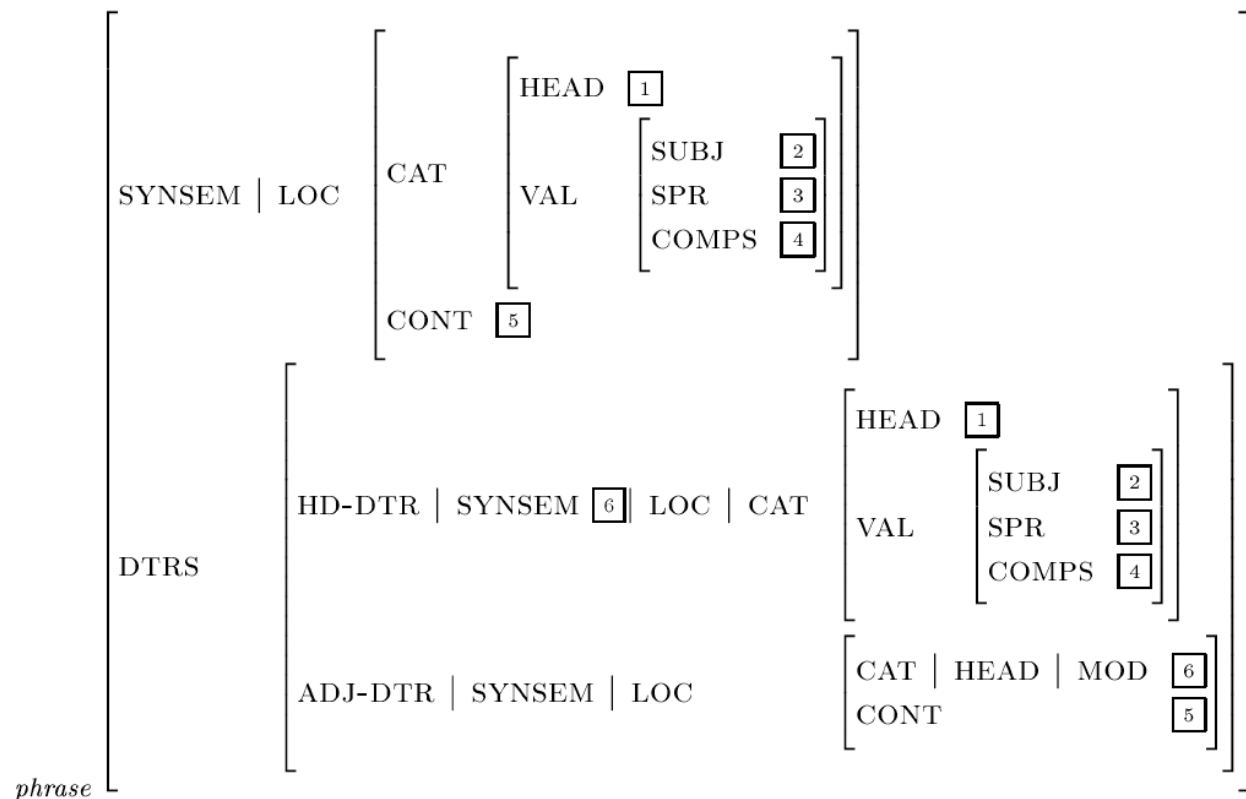 HEAD 1
SUBJ 2
CAT
SYNSEM | LOC VAL SPR 3
COMPS 4
CONT 5
HEAD 1
SUBJ 2
HD-DTR | SYNSEM 6 | LOC | CAT
VAL SPR 3
DTRS COMPS 4
CAT | HEAD | MOD 6
ADJ-DTR | SYNSEM | LOC
CONT 5
phrase